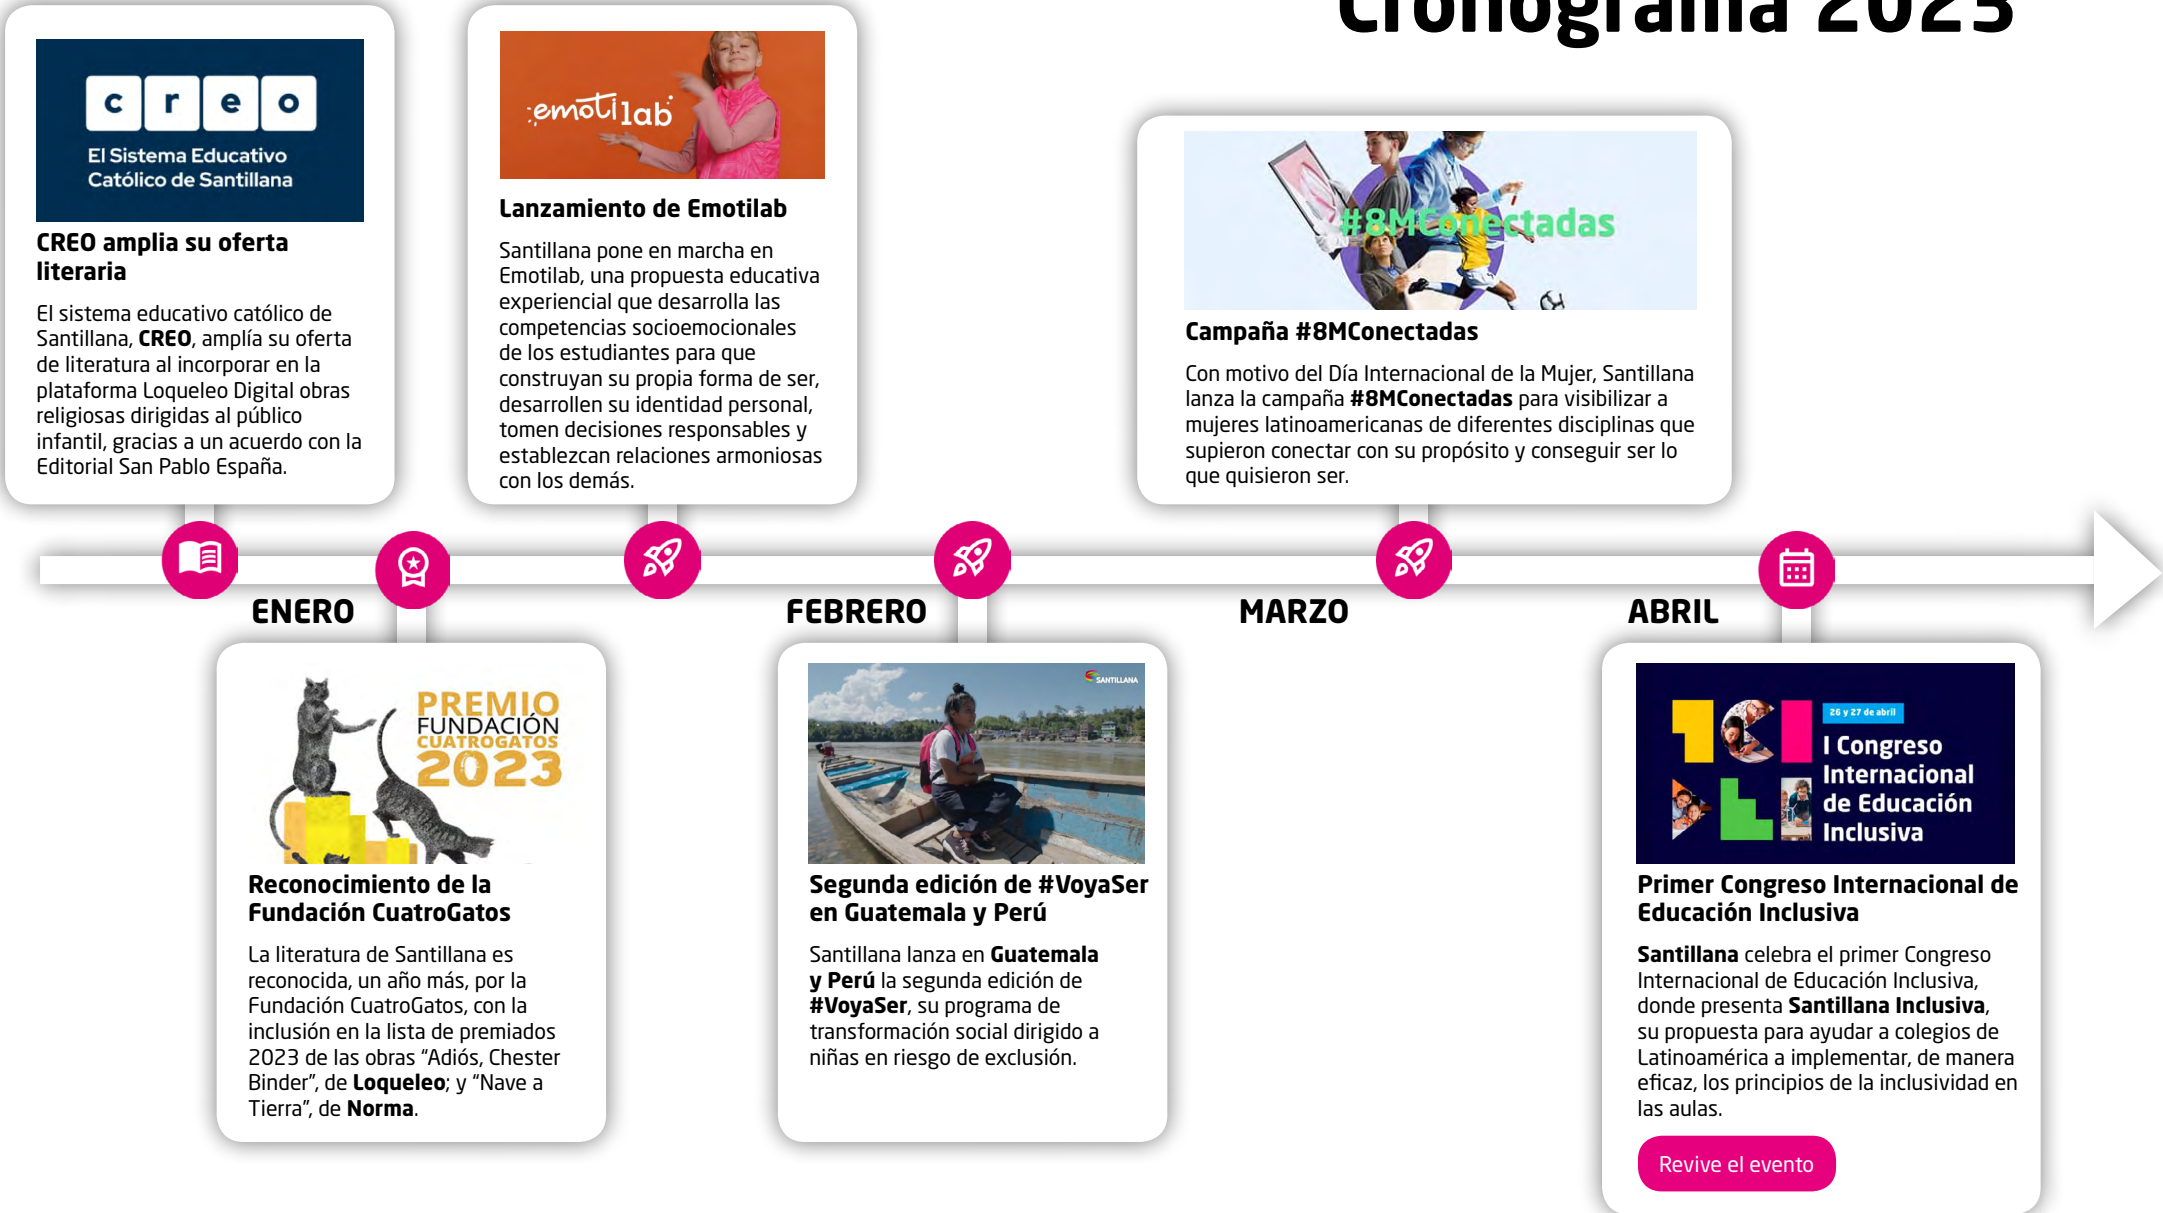 Cronograma 2023
c r e o
El Sistema Educativo
Católico de Santillana
CREO amplia su oferta
literaria
El sistema educativo católico de
Santillana, CREO, amplía su oferta
de literatura al incorporar en la
plataforma Loqueleo Digital obras
religiosas dirigidas al público
infantil, gracias a un acuerdo con la
Editorial San Pablo España.
emotilab
Lanzamiento de Emotilab
Santillana pone en marcha en
Emotilab, una propuesta educativa
experiencial que desarrolla las
competencias socioemocionales
de los estudiantes para que
construyan su propia forma de ser,
desarrollen su identidad personal,
tomen decisiones responsables y
establezcan relaciones armoniosas
con los demás.
#8MConectadas
Campaña #8MConectadas
Con motivo del Día Internacional de la Mujer, Santillana
lanza la campaña #8MConectadas para visibilizar a
mujeres latinoamericanas de diferentes disciplinas que
supieron conectar con su propósito y conseguir ser lo
que quisieron ser.
ENERO
FEBRERO
MARZO
ABRIL
PREMIO
FUNDACIÓN
CUATROGATOS
2023
Reconocimiento de la
Fundación CuatroGatos
La literatura de Santillana es
reconocida, un año más, por la
Fundación CuatroGatos, con la
inclusión en la lista de premiados
2023 de las obras “Adiós, Chester
Binder”, de Loqueleo; y “Nave a
Tierra”, de Norma.
SANTILLANA
Segunda edición de #VoyaSer
en Guatemala y Perú
Santillana lanza en Guatemala
y Perú la segunda edición de
#VoyaSer, su programa de
transformación social dirigido a
niñas en riesgo de exclusión.
26 y 27 de abril
I Congreso
Internacional
de Educación
Inclusiva
Primer Congreso Internacional de
Educación Inclusiva
Santillana celebra el primer Congreso
Internacional de Educación Inclusiva,
donde presenta Santillana Inclusiva,
su propuesta para ayudar a colegios de
Latinoamérica a implementar, de manera
eficaz, los principios de la inclusividad en
las aulas.
Revive el evento